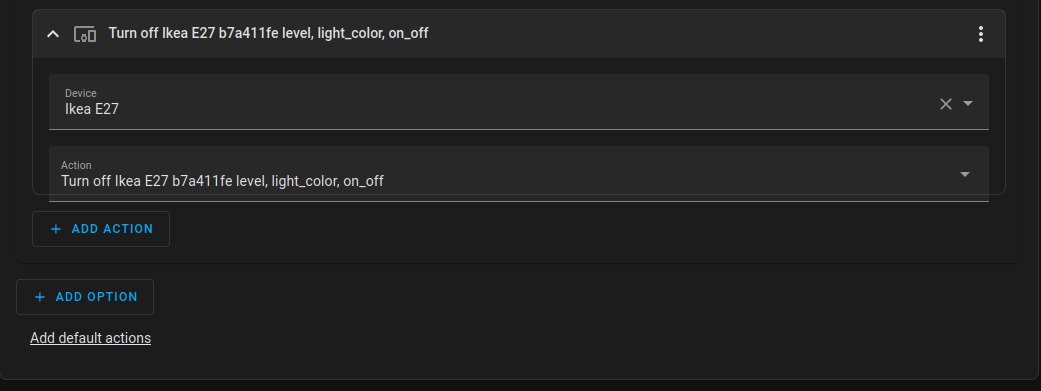 Turn off Ikea E27 b7a411fe level, light_color, on_off
Device
Ikea E27
Action
Turn off Ikea E27 b7a411fe level, light_color, on_off
+ ADD ACTION
+ ADD OPTION
Add default actions